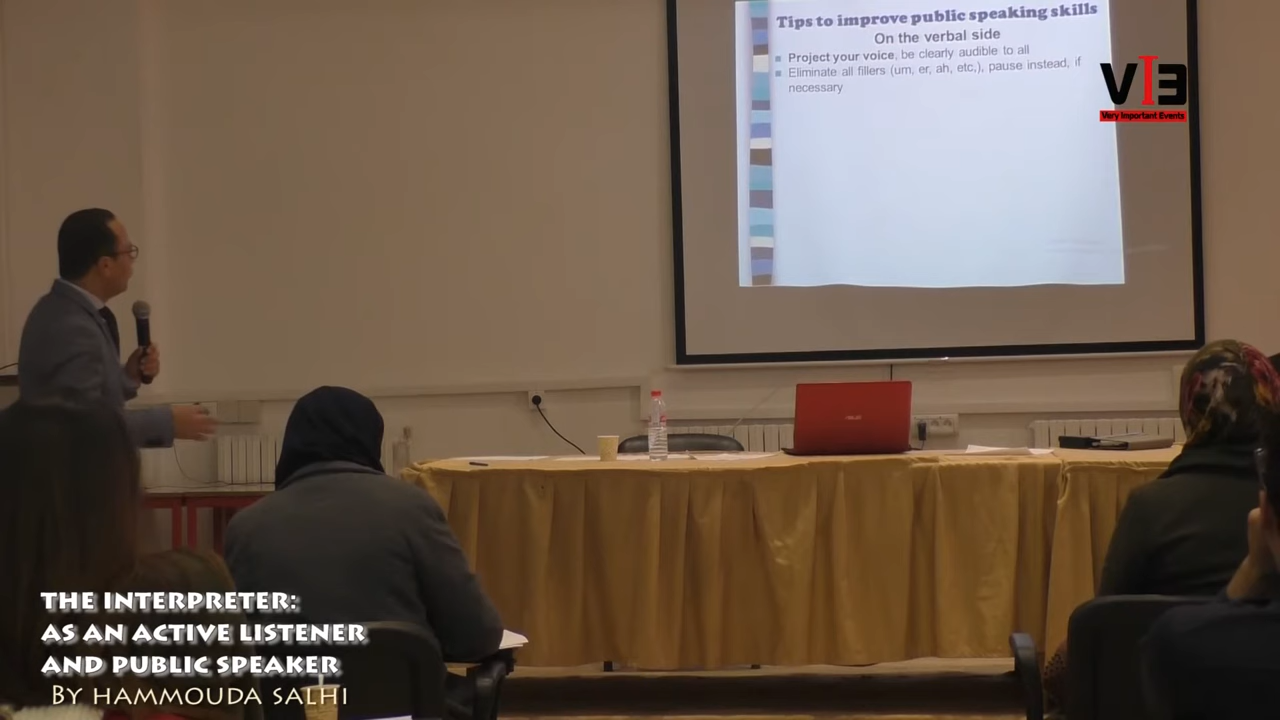 Tips to improve public speaking skills
On the verbal side
Project your voice, be clearly audible to all
Eliminate all fillers (um, er, ah, etc,), pause instead, if
necessary
VIE
Very Important Events
ASUS
THE INTERPRETER:
AS AN ACTIVE LISTENER
AND PUBLIC SPEAKER
BY HAMMOUDA SALHI